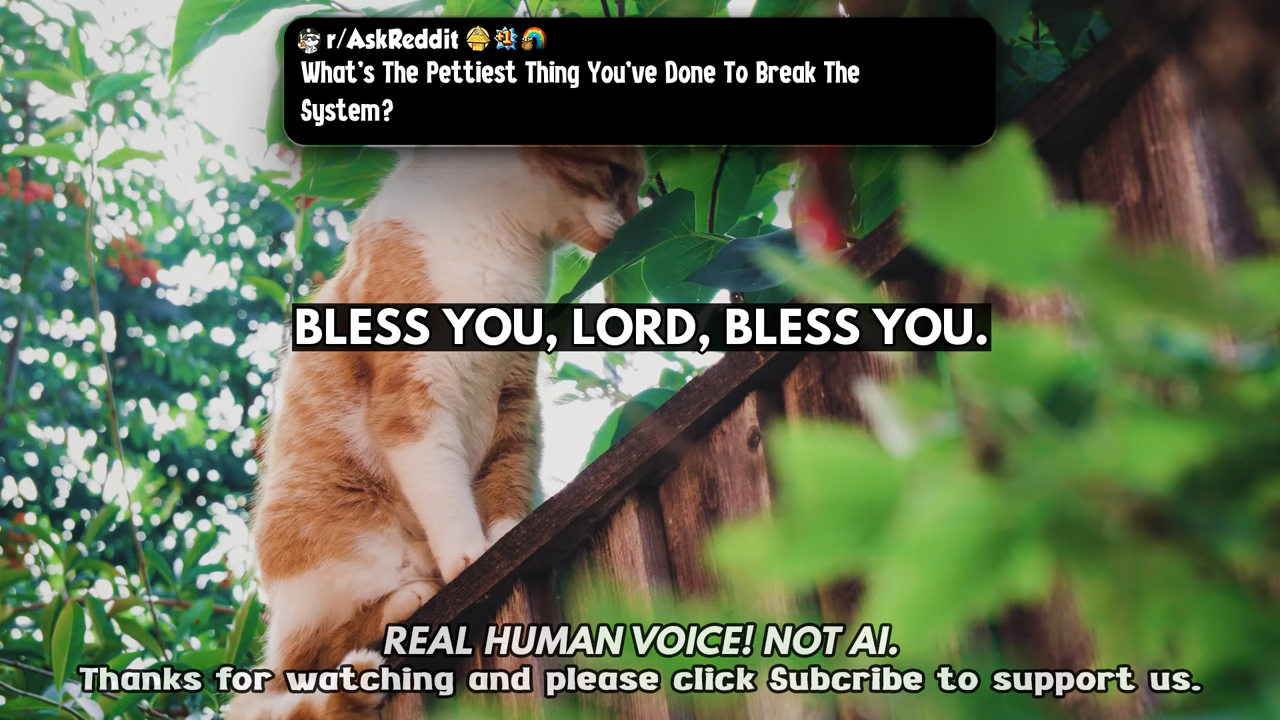 r/AskReddit
What's The Pettiest Thing You've Done To Break The
System?
BLESS YOU, LORD, BLESS YOU.
REAL HUMAN VOICE! NOT AI.
Thanks for watching and please click Subcribe to support us.